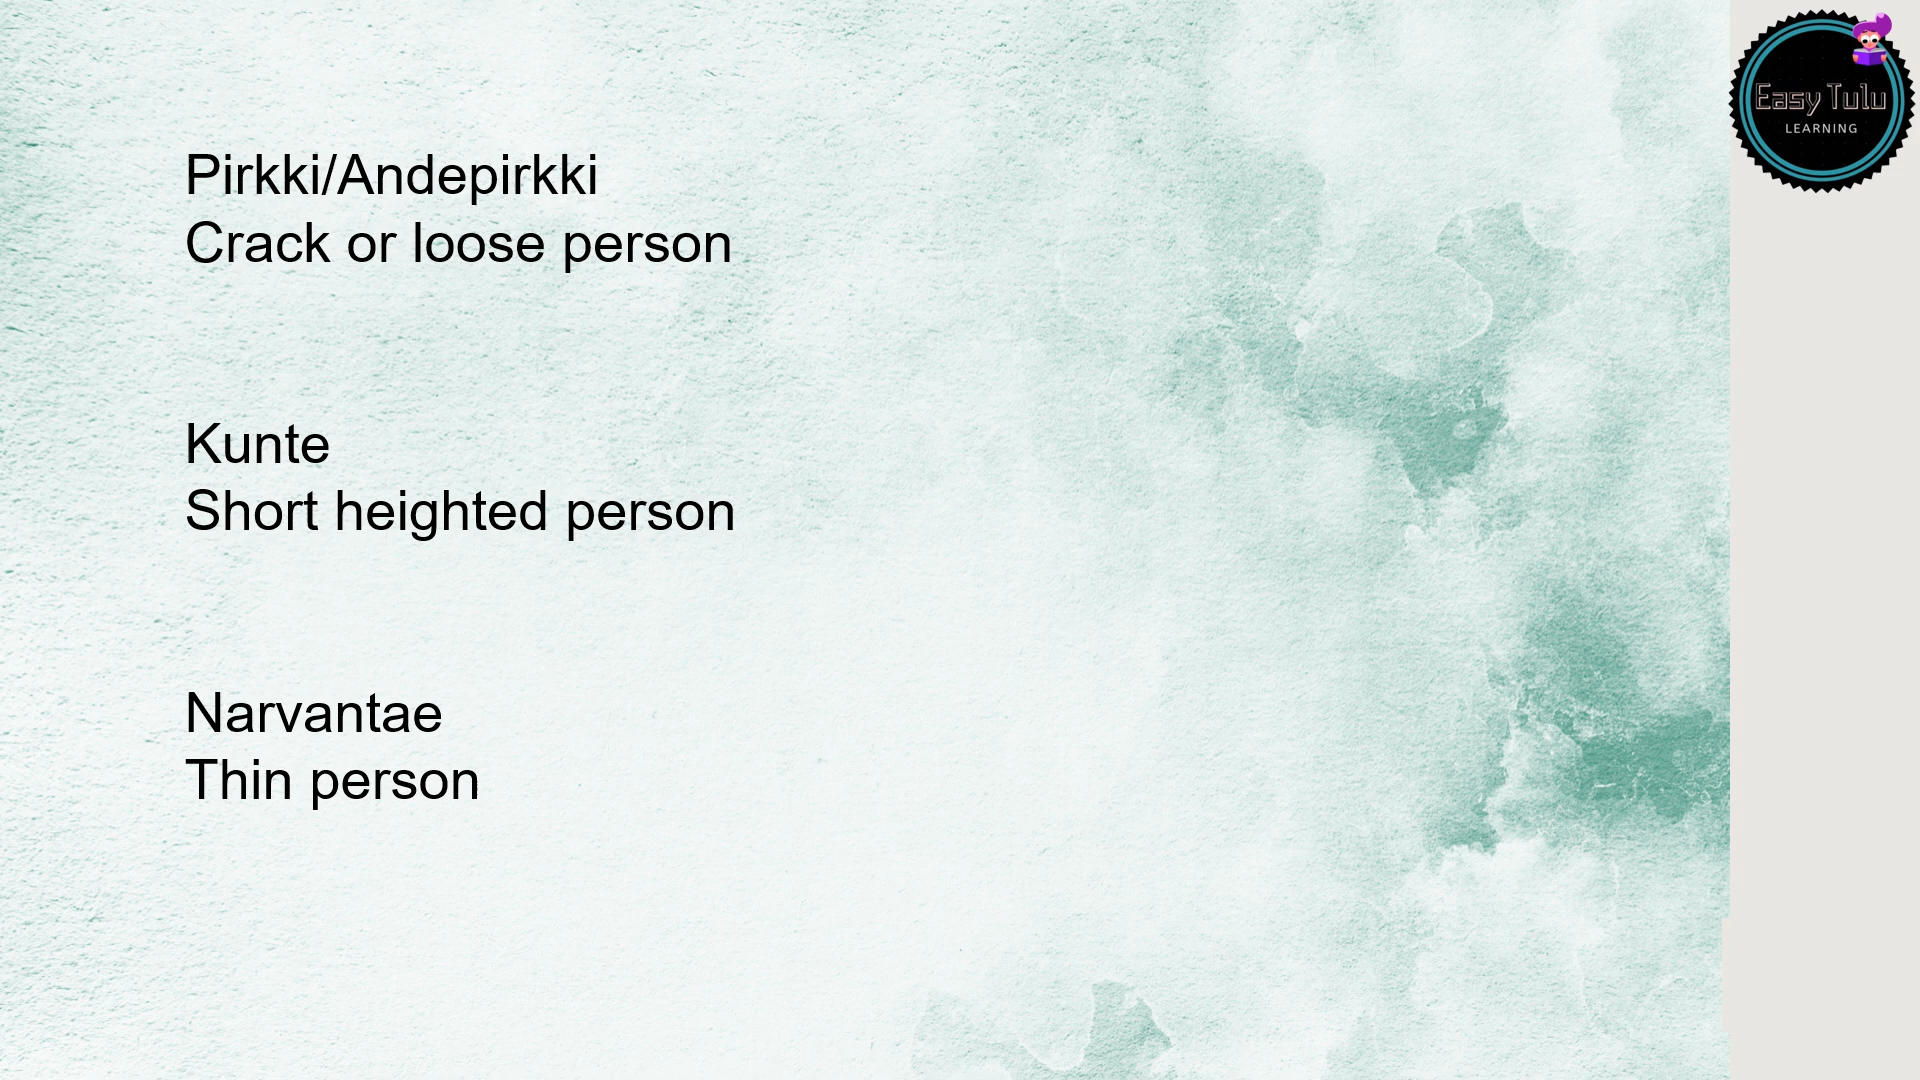 Easy Tulu
LEARNING
Pirkki/Andepirkki
Crack or loose person
Kunte
Short heighted person
Narvantae
Thin person